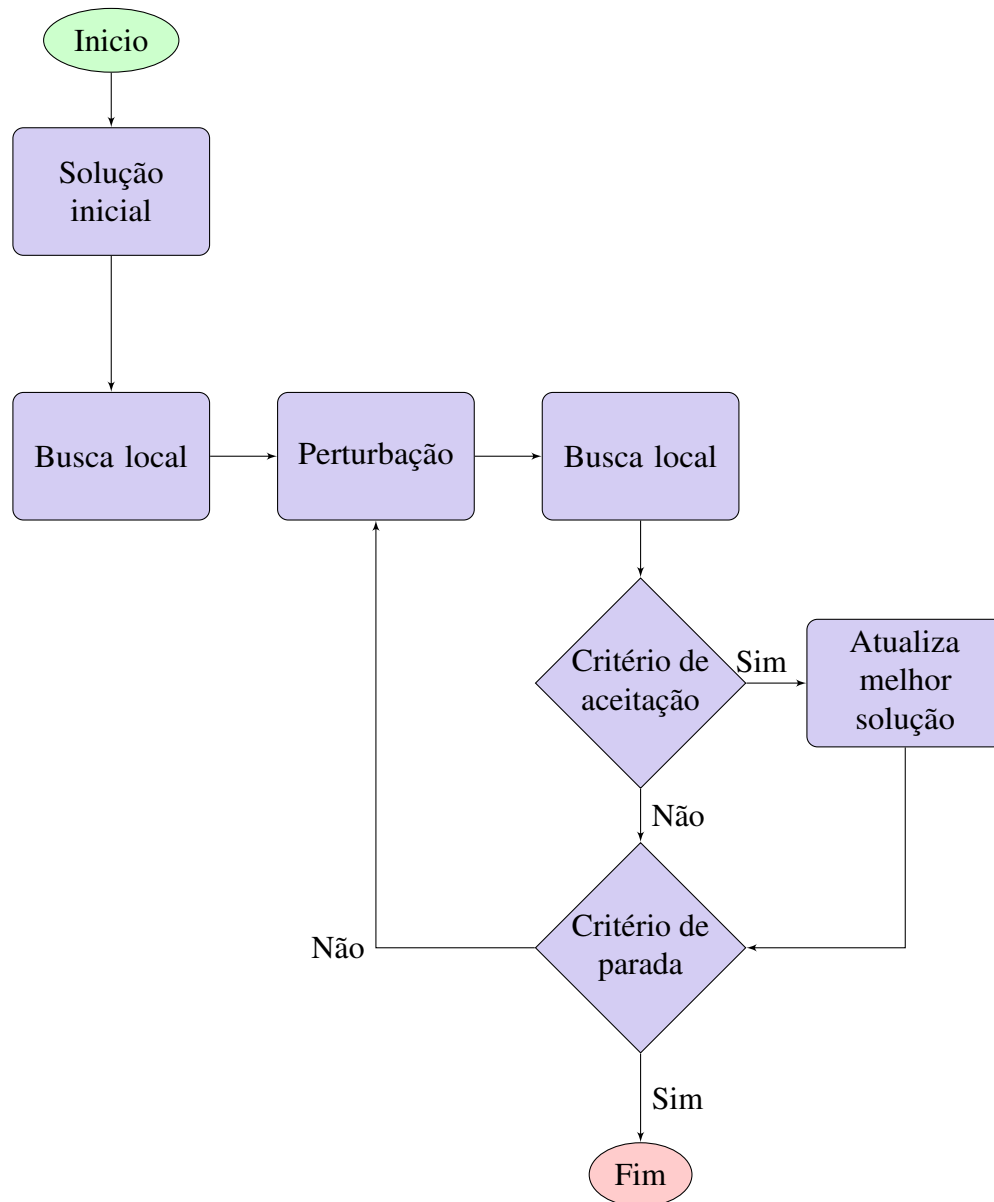 Inicio
Solução
inicial
Busca local
Perturbação
Busca local
Critério de
aceitação
Sim
Atualiza
melhor
solução
Não
Critério de
parada
Não
Sim
Fim